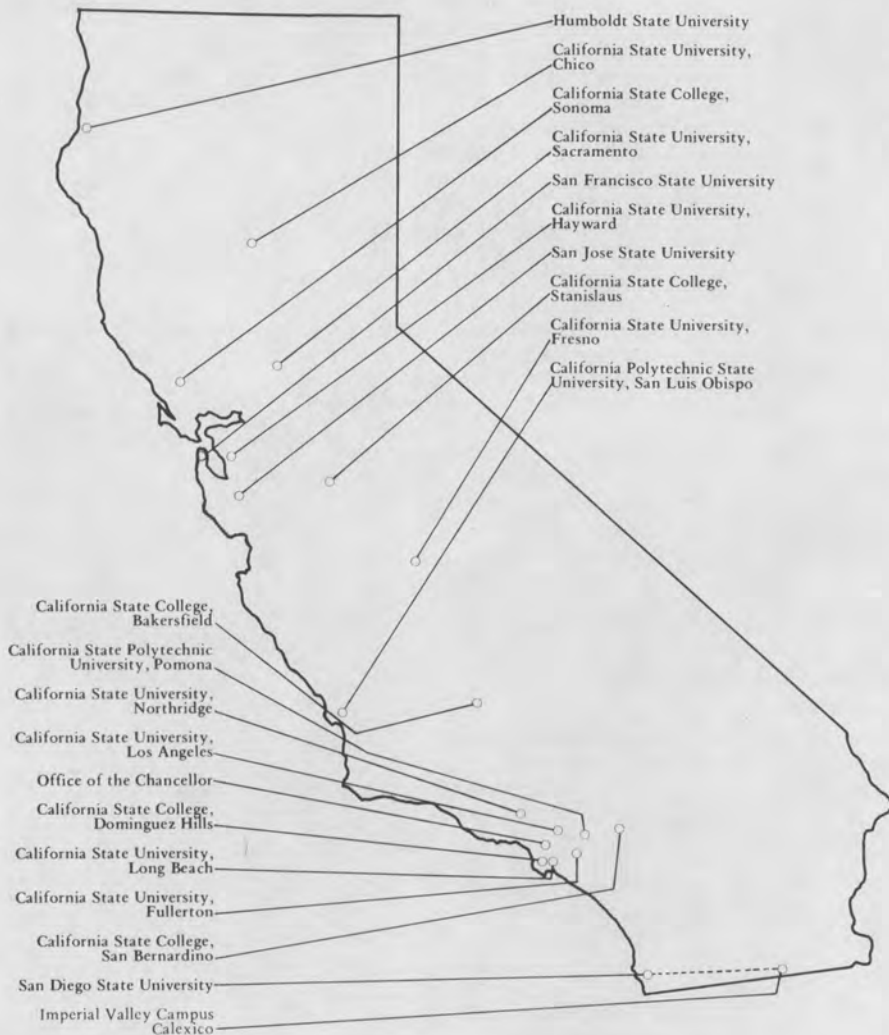 Humboldt State University
California State University,
Chico
California State College,
Sonoma
California State University,
Sacramento
San Francisco State University
California State University,
Hayward
San Jose State University
California State College,
Stanislaus
California State University,
Fresno
California Polytechnic State
University, San Luis Obispo
California State College,
Bakersfield
California State Polytechnic
University, Pomona
California State University,
Northridge
California State University,
Los Angeles
Office of the Chancellor
California State College,
Dominguez Hills
California State University,
Long Beach
California State University,
Fullerton
California State College,
San Bernardino
San Diego State University
Imperial Valley Campus
Calexico